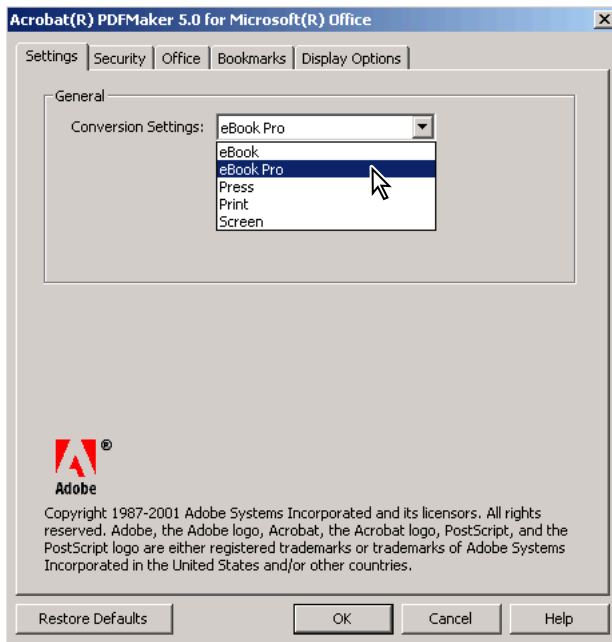 Acrobat(R) PDFMaker 5.0 for Microsoft(R) Office
Settings Security Office Bookmarks Display Options
General
Conversion Settings: eBook Pro
eBook
eBook Pro
Press
Print
Screen
®
Adobe
Copyright 1987-2001 Adobe Systems Incorporated and its licensors. All rights
reserved. Adobe, the Adobe logo, Acrobat, the Acrobat logo, PostScript, and the
PostScript logo are either registered trademarks or trademarks of Adobe Systems
Incorporated in the United States and/or other countries.
Restore Defaults OK Cancel Help